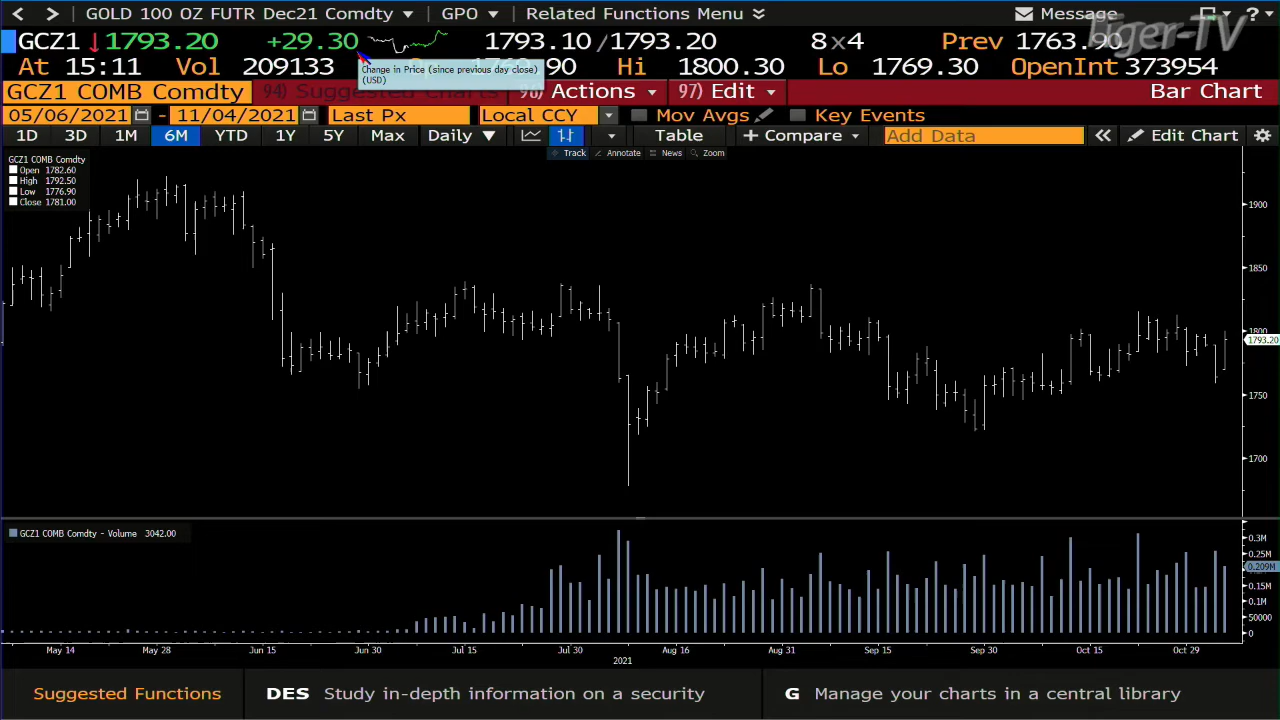 GOLD 100 OZ FUTR Dec21 Comdty GPO Related Functions Menu Message ?
GCZ1 ↓1793.20 +29.30 1793.10/1793.20 8x4 Prev 1763.90
Tiger-TV
At 15:11 Vol 209133 Hi 1800.30 Lo 1769.30 OpenInt 373954
Change in Price (since previous day close)
(USD)
GCZ1 COMB Comdty 94) Suggested Charts 96) Actions 97) Edit Bar Chart
05/06/2021 - 11/04/2021 Last Px Local CCY Mov Avgs Key Events
1D 3D 1M 6M YTD 1Y 5Y Max Daily ▼ Table + Compare Add Data « Edit Chart
Track Annotate News Zoom
GCZ1 COMB Comdty
Open 1782.60
High 1792.50
Low 1776.90
Close 1781.00
1900
1850
1800
1793.20
1750
1700
GCZ1 COMB Comdty - Volume 3042.00
0.3M
0.25M
0.209M
0.15M
0.1M
50000
0
May 14 May 28 Jun 15 Jun 30 Jul 15 Jul 30 Aug 16 Aug 31 Sep 15 Sep 30 Oct 15 Oct 29
2021
Suggested Functions DES Study in-depth information on a security G Manage your charts in a central library